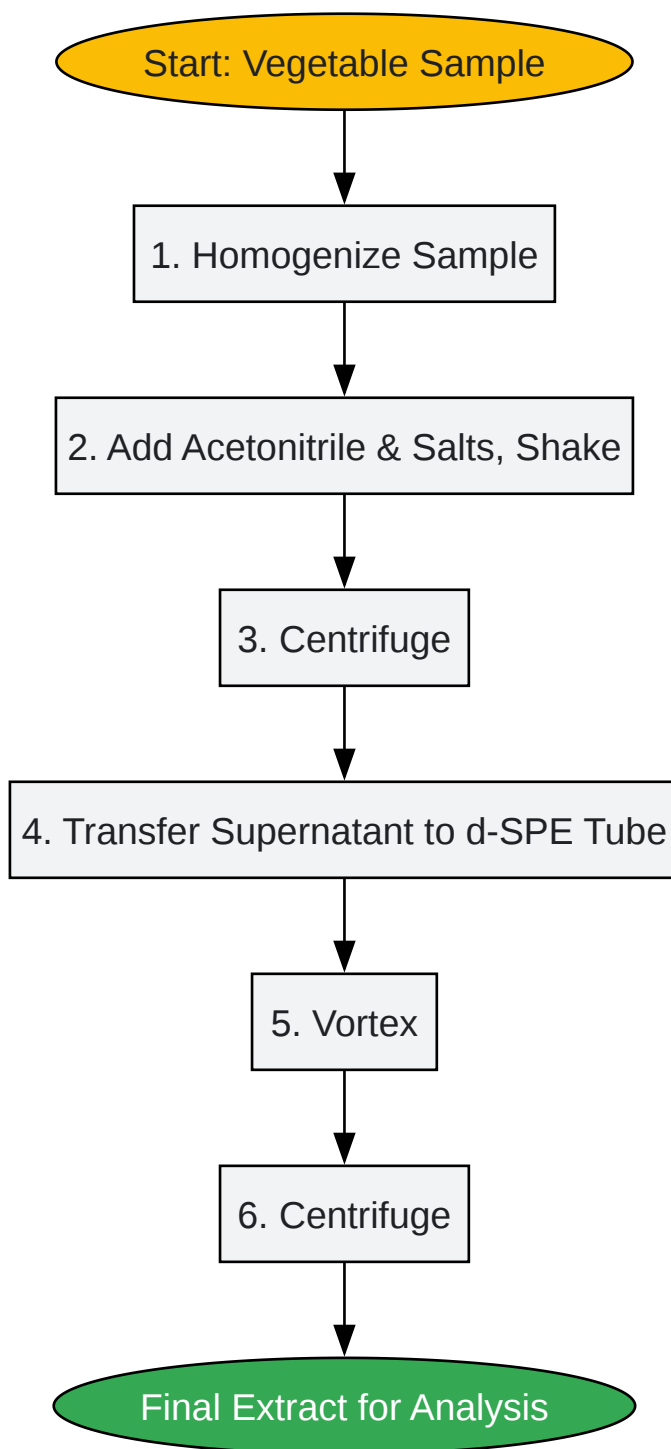 Start: Vegetable Sample
1. Homogenize Sample
2. Add Acetonitrile & Salts, Shake
3. Centrifuge
4. Transfer Supernatant to d-SPE Tube
5. Vortex
6. Centrifuge
Final Extract for Analysis